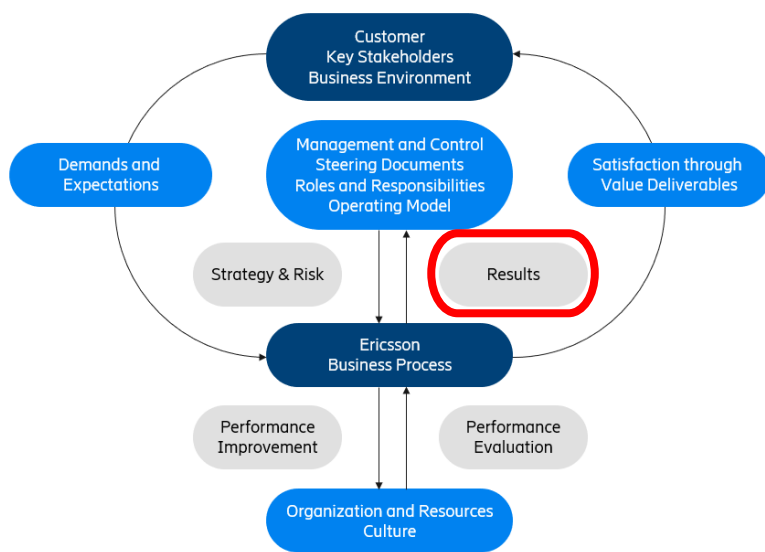 Customer
Key Stakeholders
Business Environment
Demands and
Expectations
Management and Control
Steering Documents
Roles and Responsibilities
Operating Model
Satisfaction through
Value Deliverables
Strategy & Risk
Results
Ericsson
Business Process
Performance
Improvement
Performance
Evaluation
Organization and Resources
Culture